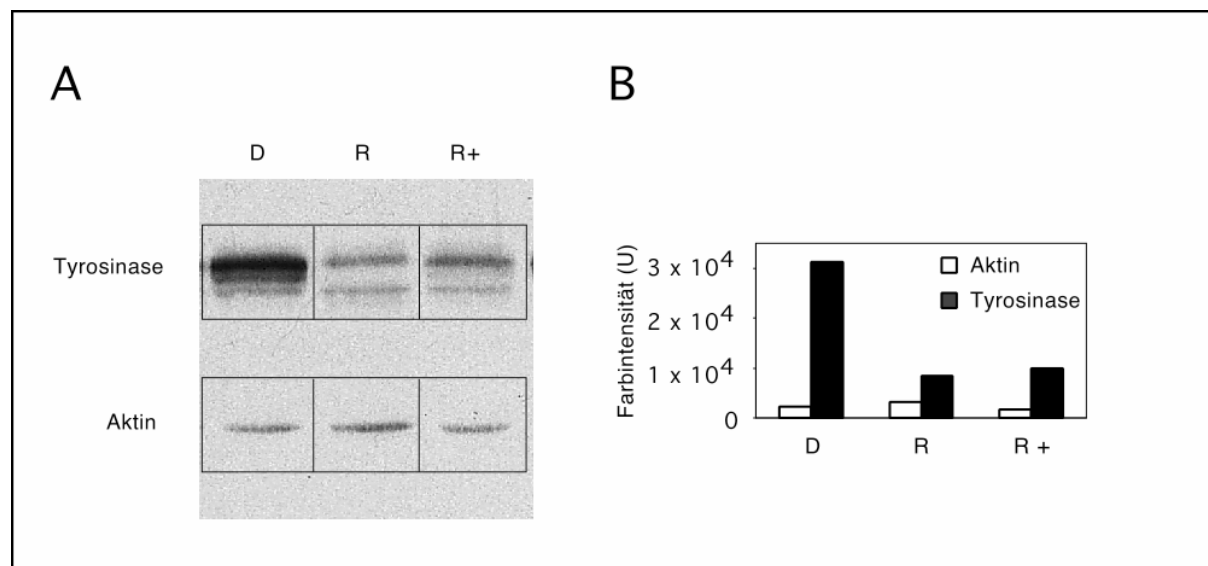 A
D R R+
Tyrosinase
Aktin
B
Farbintensität (U)
3 x 10⁴
2 x 10⁴
1 x 10⁴
0
Aktin
Tyrosinase
D R R +